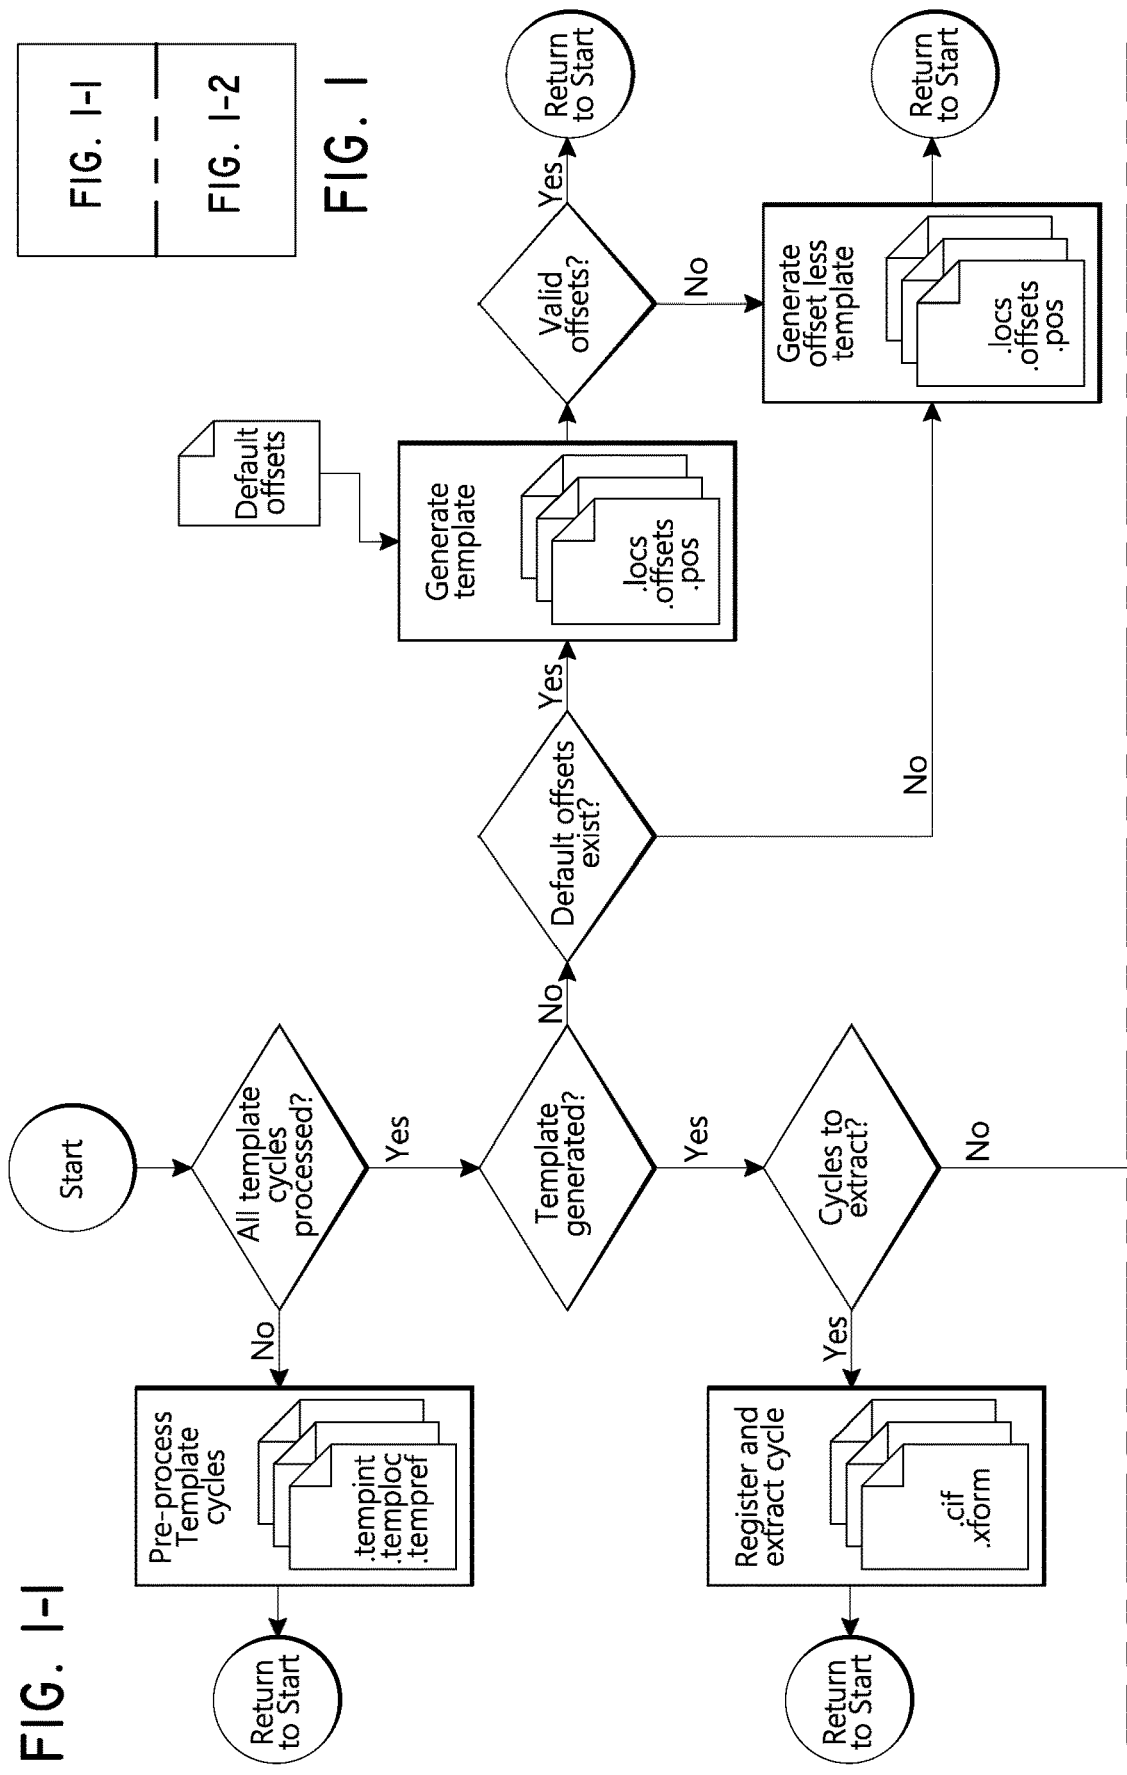 FIG. 1-1
FIG. 1-1
FIG. 1-2
FIG. 1
Start
All template
cycles
processed?
No
Pre-process
Template
cycles
.tempint
.temploc
.tempref
Return
to Start
Yes
Template
generated?
No
Default offsets
exist?
Yes
Default
offsets
Generate
template
.locs
.offsets
.pos
Valid
offsets?
Yes
Return
to Start
No
No
Generate
offset less
template
.locs
.offsets
.pos
Return
to Start
Yes
Cycles to
extract?
Yes
Register and
extract cycle
.cif
.xform
Return
to Start
No